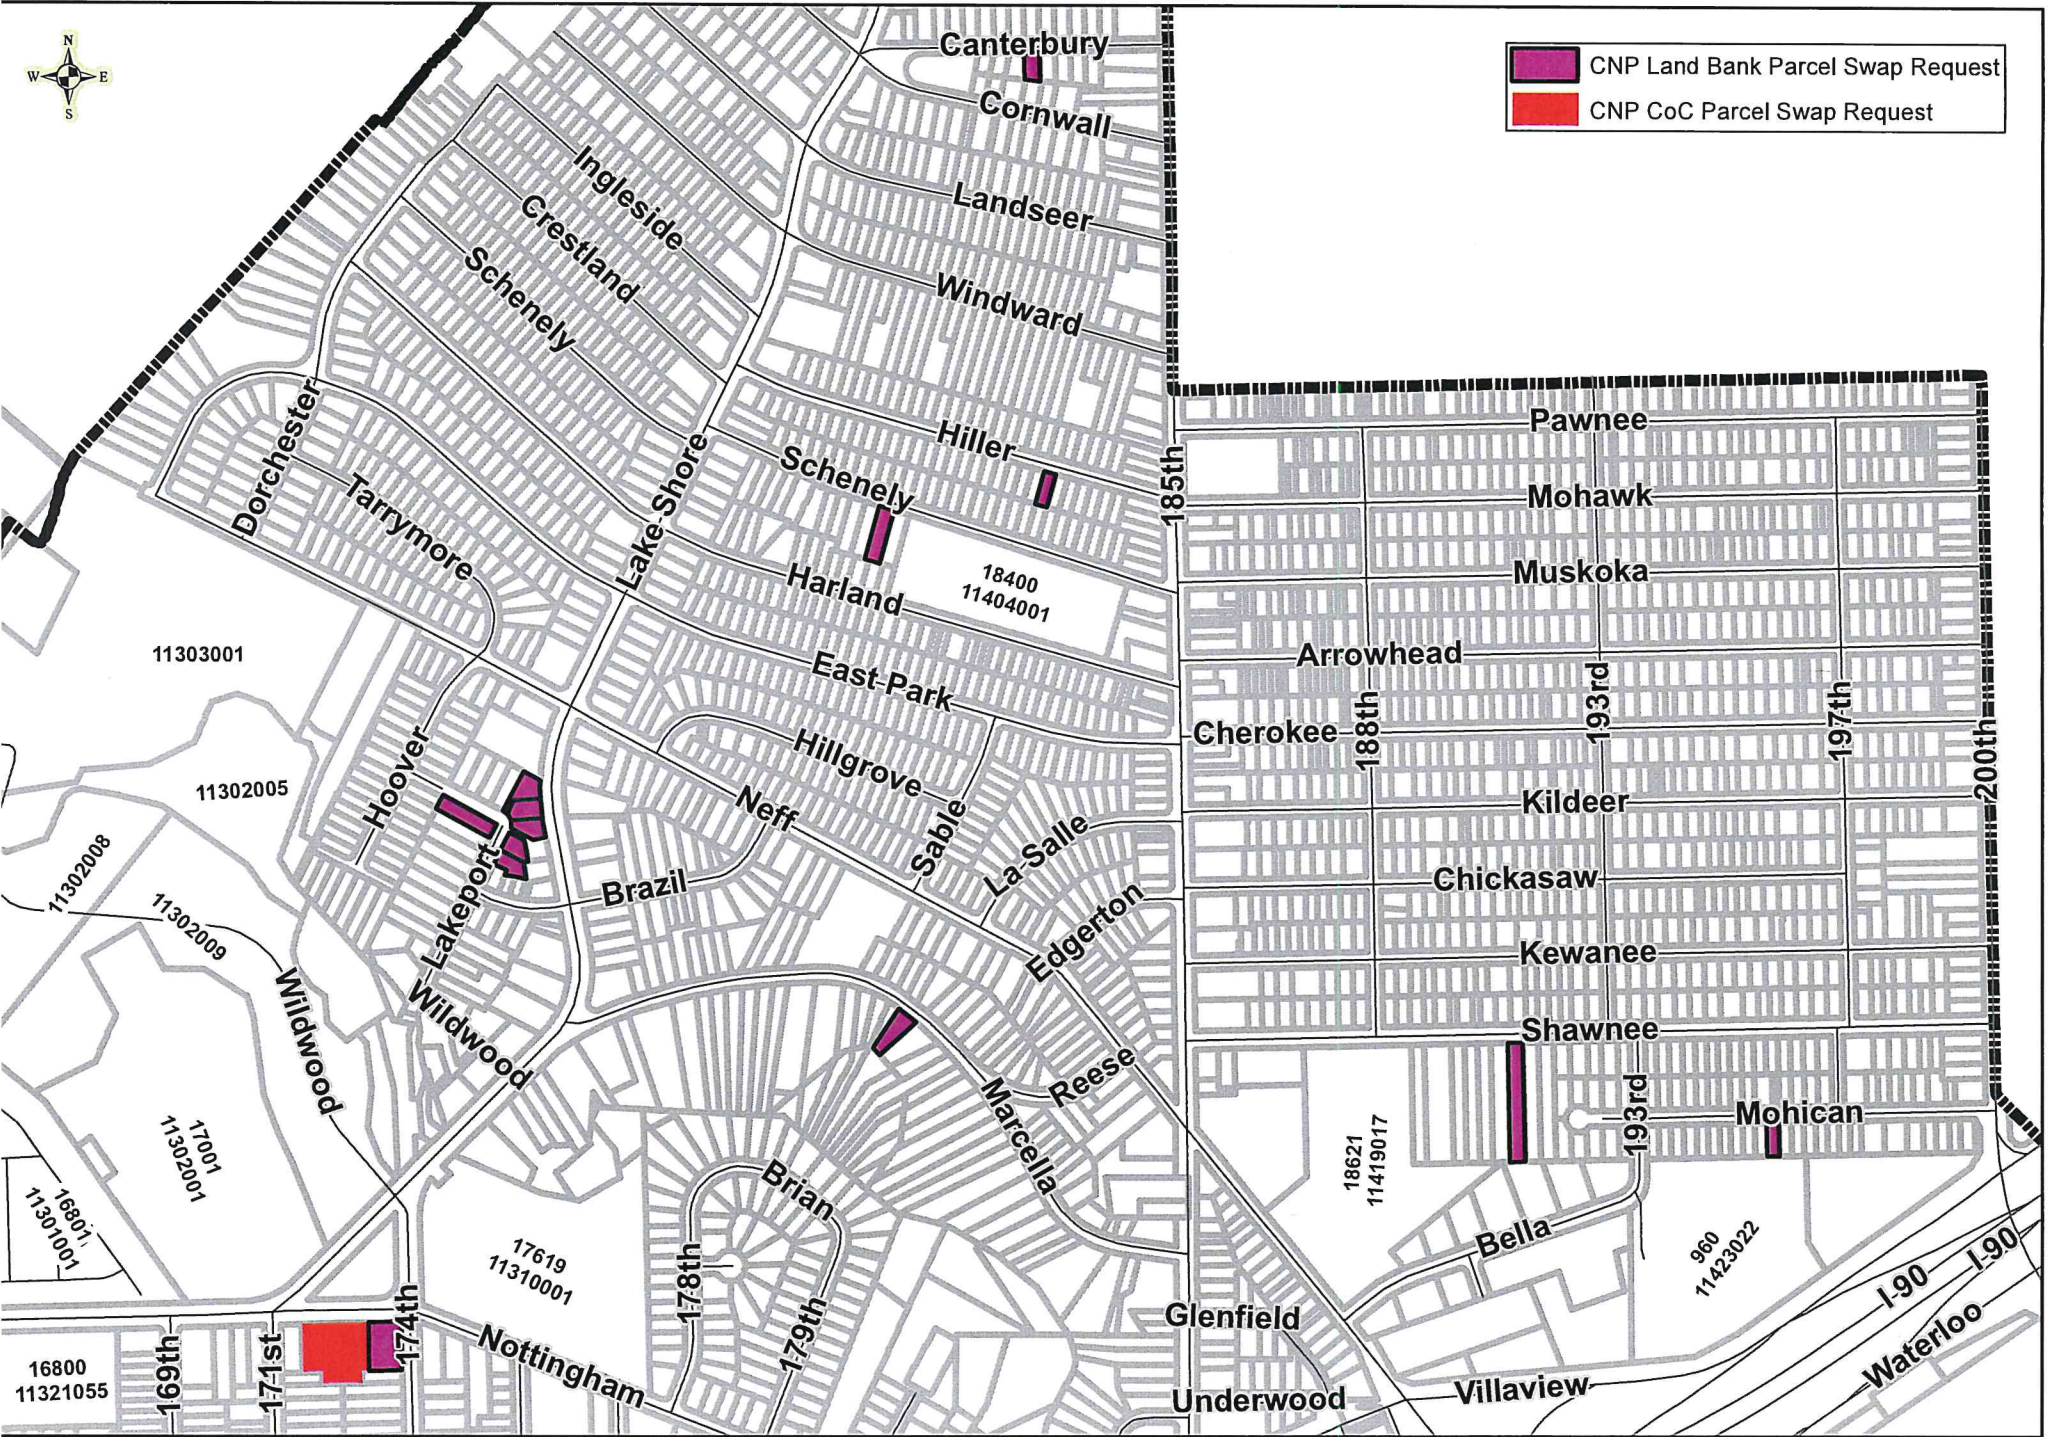 N
W
E
S
CNP Land Bank Parcel Swap Request
CNP CoC Parcel Swap Request
Canterbury
Cornwall
Ingleside
Crestland
Schenely
Landseer
Windward
Dorchester
Tarrymore
Lake Shore
Hiller
Schenely
Harland
18400
11404001
185th
Pawnee
Mohawk
Muskoka
Arrowhead
Cherokee
188th
193rd
197th
200th
11303001
East Park
Hillgrove
Sable
Neff
La-Salle
Edgerton
Kildeer
Chickasaw
Kewanee
Shawnee
11302005
Hoover
Lakeport
Brazil
11302008
11302009
Wildwood
Wildwood
Reese
Marcella
18621
11419017
193rd
Mohican
17001
11302001
16801
11301001
17619
11310001
Brian
178th
179th
Bella
960
11423022
I-90
I-90
Waterloo
Glenfield
Underwood
Villaview
16800
11321055
169th
171st
174th
Nottingham